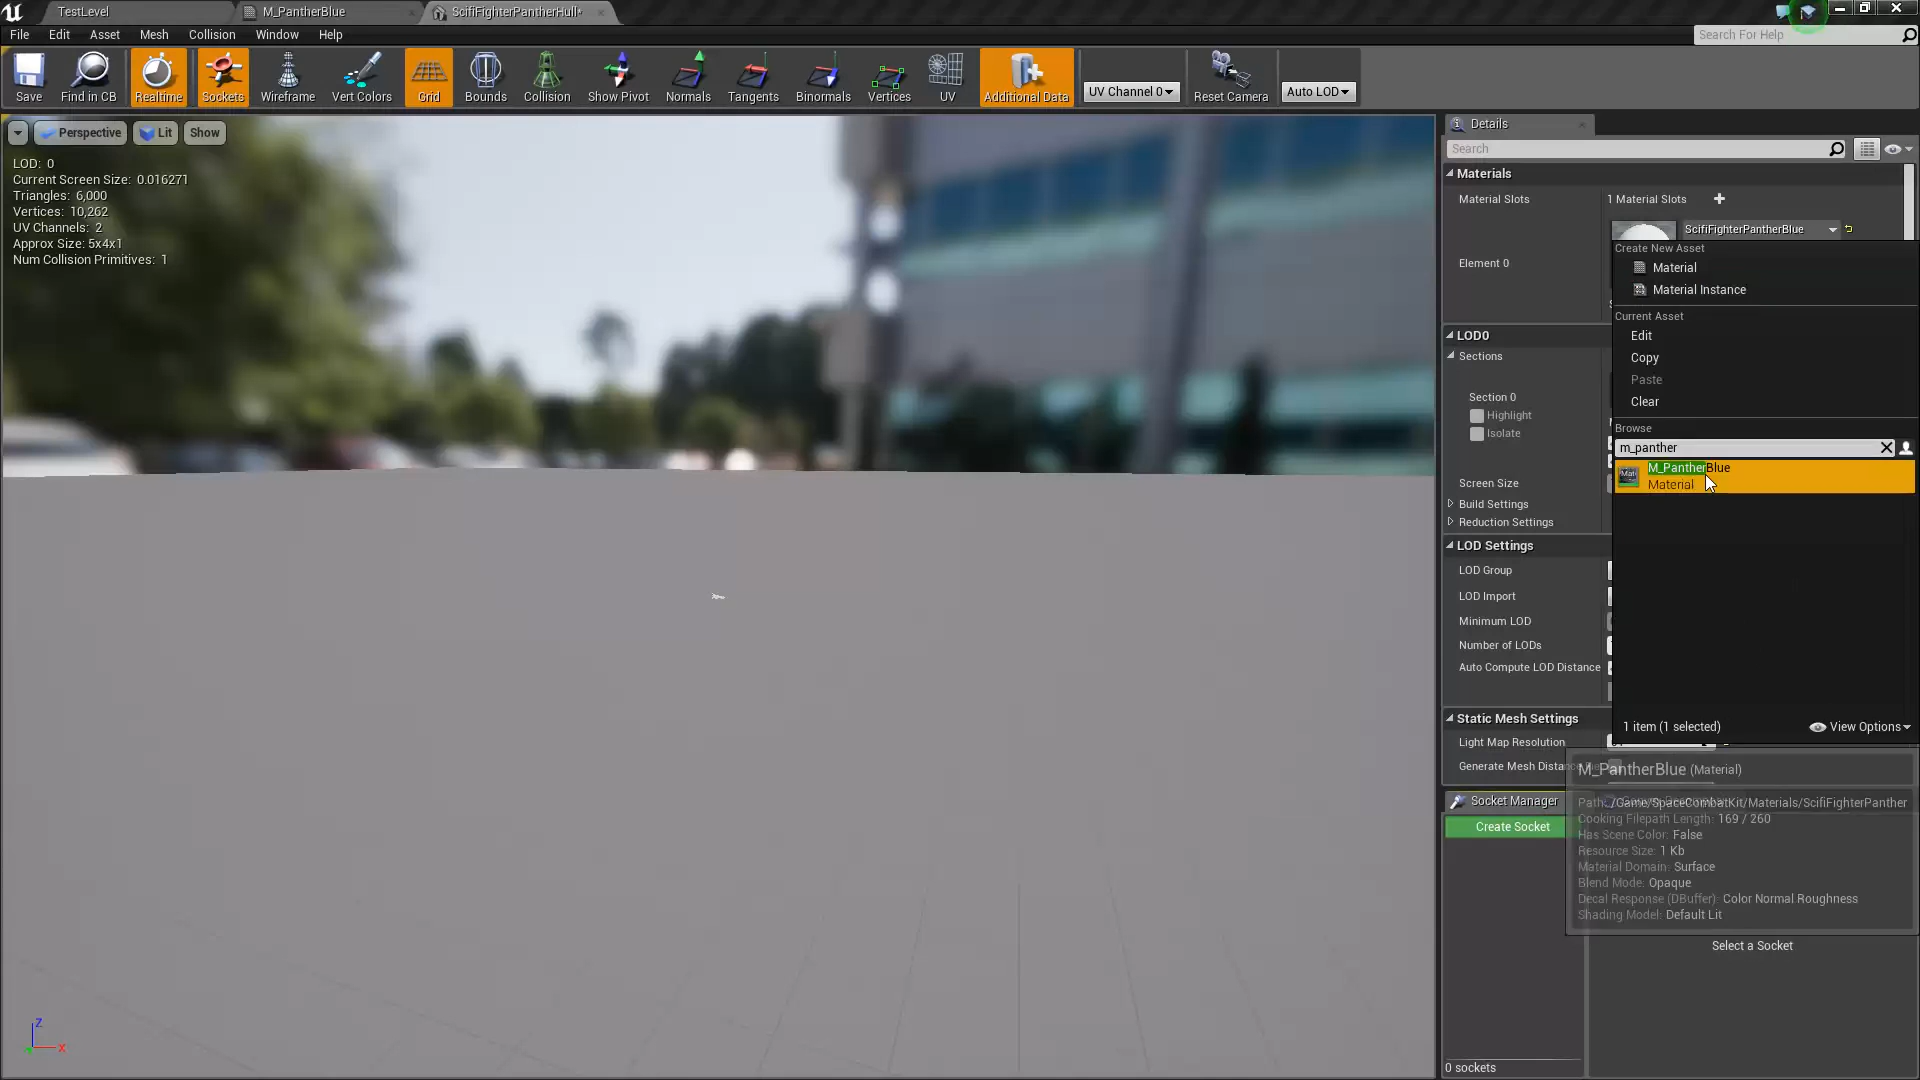 TestLevel
M_PantherBlue
ScifiFighterPantherHull*
File Edit Asset Mesh Collision Window Help
Search For Help
Save
Find in CB
Realtime
Sockets
Wireframe
Vert Colors
Grid
Bounds
Collision
Show Pivot
Normals
Tangents
Binormals
Vertices
UV
Additional Data
UV Channel 0
Reset Camera
Auto LOD
Perspective
Lit
Show
LOD: 0
Current Screen Size: 0.016271
Triangles: 6,000
Vertices: 10,262
UV Channels: 2
Approx Size: 5x4x1
Num Collision Primitives: 1
Z
X
Details
Search
Materials
Material Slots
1 Material Slots
ScifiFighterPantherBlue
Element 0
Create New Asset
Material
Material Instance
Current Asset
Edit
Copy
Paste
Clear
Browse
m_panther
M_PantherBlue
Material
1 item (1 selected)
View Options
LOD0
Sections
Section 0
Highlight
Isolate
Screen Size
Build Settings
Reduction Settings
LOD Settings
LOD Group
LOD Import
Minimum LOD
Number of LODs
Auto Compute LOD Distance
Static Mesh Settings
Light Map Resolution
Generate Mesh Distanc
M_PantherBlue (Material)
Path: /Game/SpaceCombatKit/Materials/ScifiFighterPanther
Cooking Filepath Length: 169 / 260
Has Scene Color: False
Resource Size: 1 Kb
Material Domain: Surface
Blend Mode: Opaque
Decal Response (DBuffer): Color Normal Roughness
Shading Model: Default Lit
Socket Manager
Create Socket
Select a Socket
0 sockets